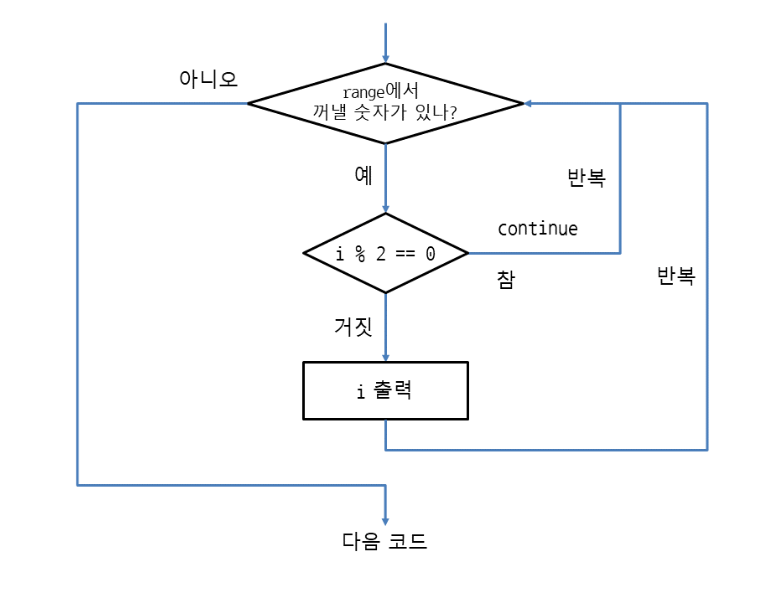 아니오
range에서
꺼낼 숫자가 있나?
예
반복
continue
i % 2 == 0
참
반복
거짓
i 출력
다음 코드